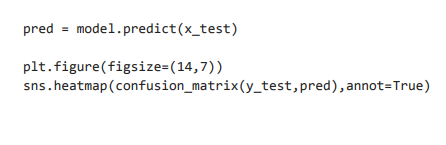 pred = model.predict(x_test)
plt.figure(figsize=(14,7))
sns.heatmap(confusion_matrix(y_test,pred),annot=True)